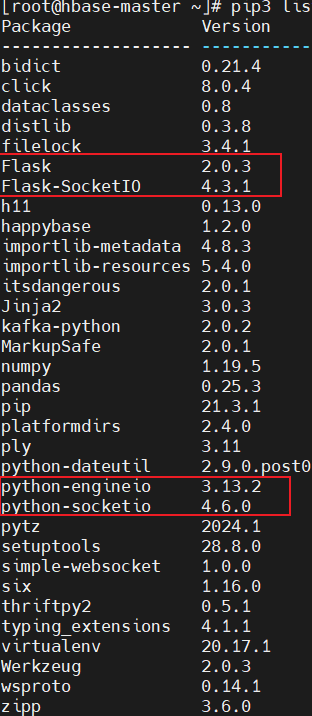 [root@hbase-master ~]# pip3 lis
Package Version
------------------- -----------
bidict 0.21.4
click 8.0.4
dataclasses 0.8
distlib 0.3.8
filelock 3.4.1
Flask 2.0.3
Flask-SocketIO 4.3.1
h11 0.13.0
happybase 1.2.0
importlib-metadata 4.8.3
importlib-resources 5.4.0
itsdangerous 2.0.1
Jinja2 3.0.3
kafka-python 2.0.2
MarkupSafe 2.0.1
numpy 1.19.5
pandas 0.25.3
pip 21.3.1
platformdirs 2.4.0
ply 3.11
python-dateutil 2.9.0.post0
python-engineio 3.13.2
python-socketio 4.6.0
pytz 2024.1
setuptools 28.8.0
simple-websocket 1.0.0
six 1.16.0
thriftpy2 0.5.1
typing_extensions 4.1.1
virtualenv 20.17.1
Werkzeug 2.0.3
wsproto 0.14.1
zipp 3.6.0